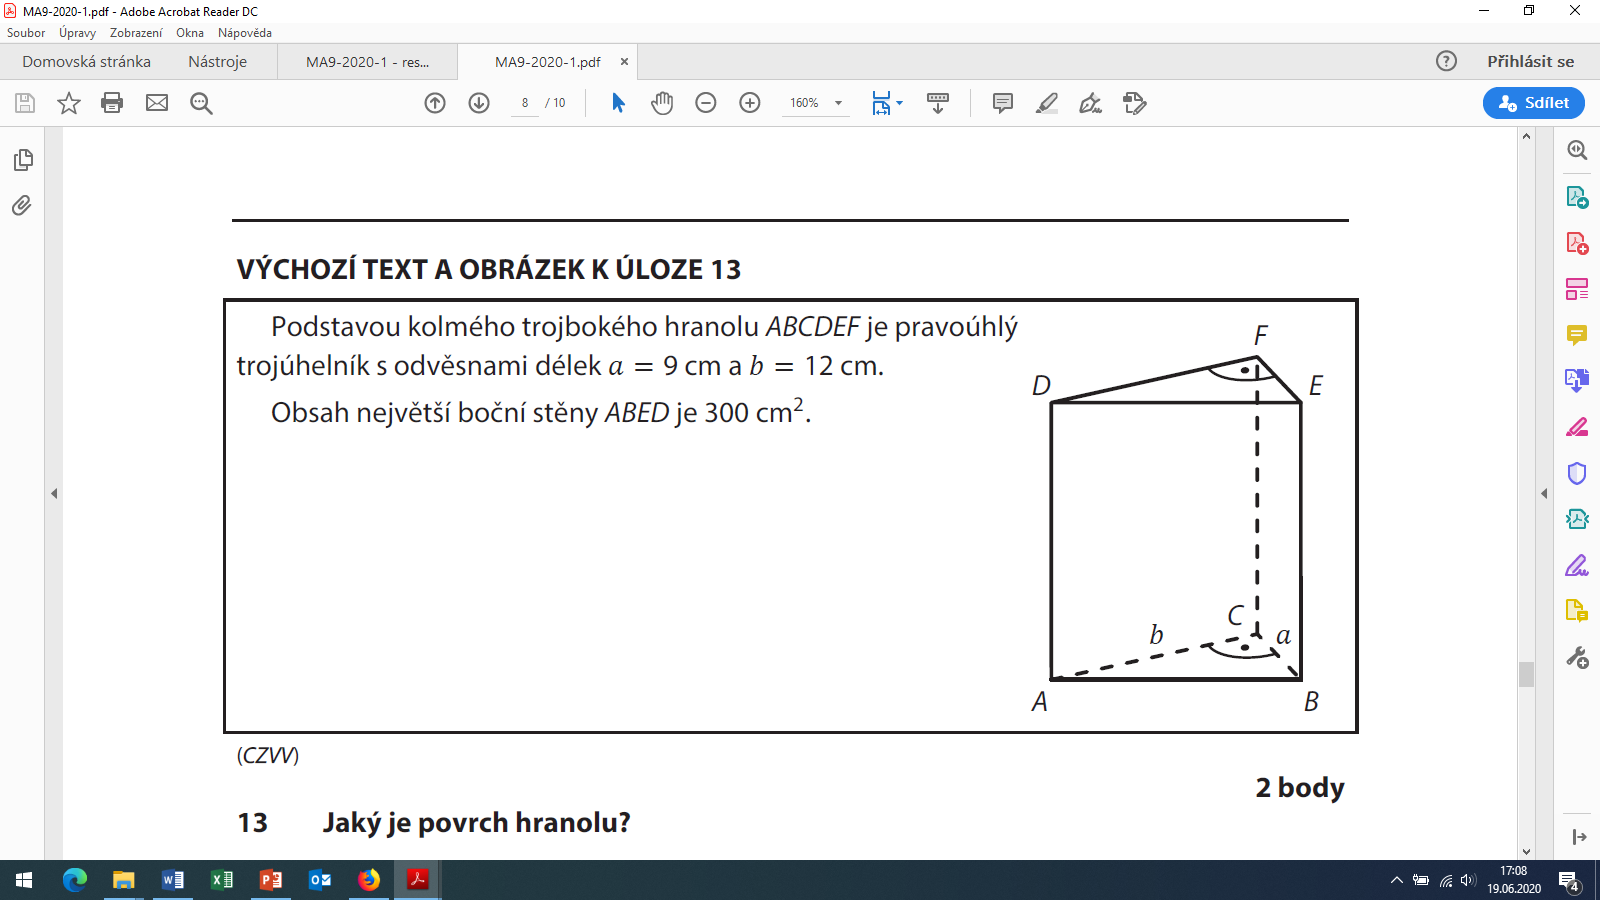 MA9-2020-1.pdf - Adobe Acrobat Reader DC
Soubor Úpravy Zobrazení Okna Nápověda
Domovská stránka Nástroje MA9-2020-1 - res... MA9-2020-1.pdf × Přihlásit se
8 / 10 160% Sdílet
VÝCHOZÍ TEXT A OBRÁZEK K ÚLOZE 13
Podstavou kolmého trojbokého hranolu ABCDEF je pravoúhlý
trojúhelník s odvěsnami délek a = 9 cm a b = 12 cm.
Obsah největší boční stěny ABED je 300 cm².
F
D
E
C
b
a
A
B
(CZVV)
2 body
13 Jaký je povrch hranolu?
17:08
19.06.2020
4